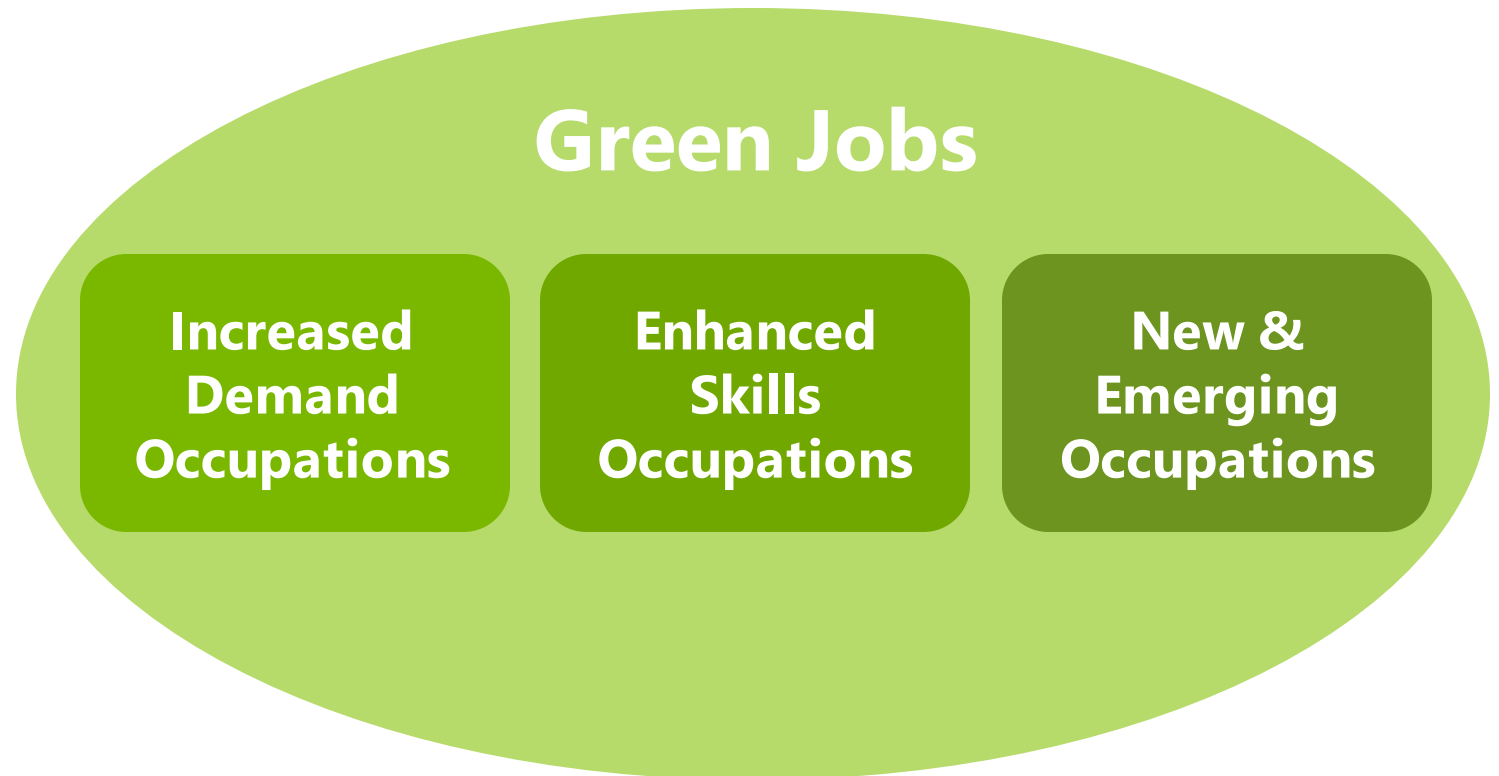 Green Jobs
Increased
Demand
Occupations
Enhanced
Skills
Occupations
New &
Emerging
Occupations